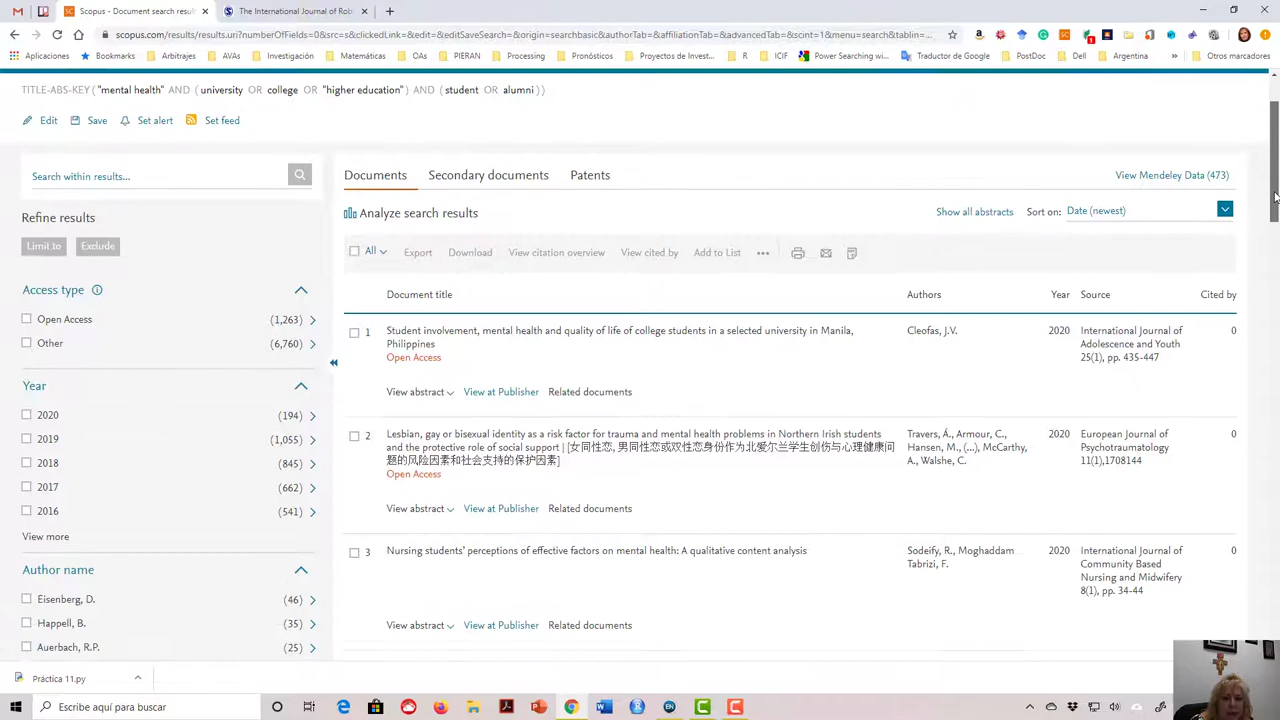 Scopus - Document search result
The International Journal of Rob
scopus.com/results/results.uri?numberOfFields=0&src=s&clickedLink=&edit=&editSaveSearch=&origin=searchbasic&authorTab=&affiliationTab=&advancedTab=&scint=1&menu=search&tablin=...
Aplicaciones
Bookmarks
Arbitrajes
AVAs
Investigación
Matemáticas
OAs
PIERAN
Processing
Pronósticos
Proyectos de Invest...
R
ICIF
Power Searching wi...
Traductor de Google
PostDoc
Dell
Argentina
»
Otros marcadores
TITLE-ABS-KEY ("mental health" AND (university OR college OR "higher education") AND (student OR alumni))
Edit
Save
Set alert
Set feed
Search within results...
Refine results
Limit to
Exclude
Access type
Open Access
(1,263)
Other
(6,760)
Year
2020
(194)
2019
(1,055)
2018
(845)
2017
(662)
2016
(541)
View more
Author name
Eisenberg, D.
(46)
Happell, B.
(35)
Auerbach, R.P.
(25)
Documents
Secondary documents
Patents
View Mendeley Data (473)
Analyze search results
Show all abstracts
Sort on:
Date (newest)
All
Export
Download
View citation overview
View cited by
Add to List
•••
Document title
Authors
Year
Source
Cited by
1
Student involvement, mental health and quality of life of college students in a selected university in Manila,
Philippines
Open Access
Cleofas, J.V.
2020
International Journal of
Adolescence and Youth
25(1), pp. 435-447
0
View abstract
View at Publisher
Related documents
2
Lesbian, gay or bisexual identity as a risk factor for trauma and mental health problems in Northern Irish students
and the protective role of social support | [女同性恋, 男同性恋或双性恋身份作为北爱尔兰学生创伤与心理健康问
题的风险因素和社会支持的保护因素]
Open Access
Travers, Á., Armour, C.,
Hansen, M., (...), McCarthy,
A., Walshe, C.
2020
European Journal of
Psychotraumatology
11(1),1708144
0
View abstract
View at Publisher
Related documents
3
Nursing students' perceptions of effective factors on mental health: A qualitative content analysis
Sodeify, R., Moghaddam
Tabrizi, F.
2020
International Journal of
Community Based
Nursing and Midwifery
8(1), pp. 34-44
0
View abstract
View at Publisher
Related documents
Práctica 11.py
Escribe aquí para buscar